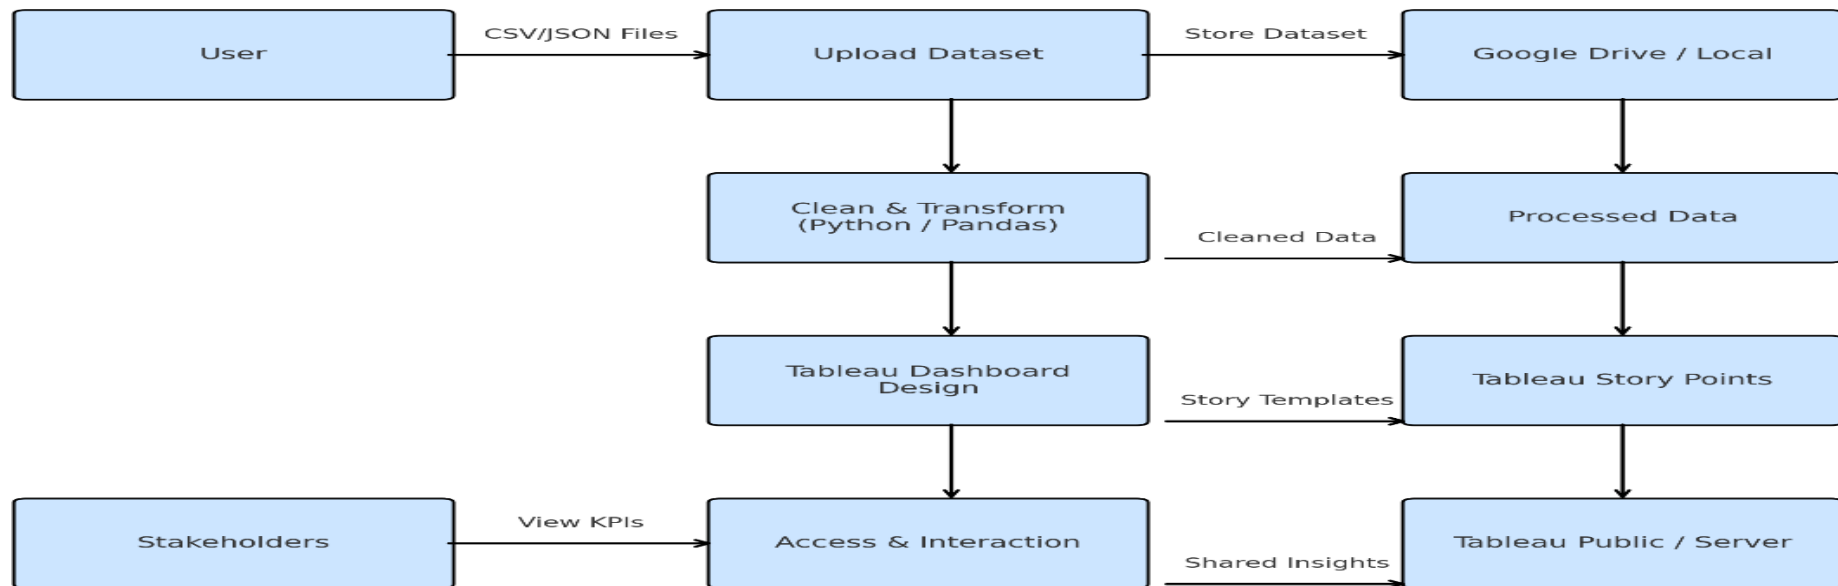 User
CSV/JSON Files
Upload Dataset
Store Dataset
Google Drive / Local
Clean & Transform
(Python / Pandas)
Cleaned Data
Processed Data
Tableau Dashboard
Design
Story Templates
Tableau Story Points
Stakeholders
View KPIs
Access & Interaction
Shared Insights
Tableau Public / Server